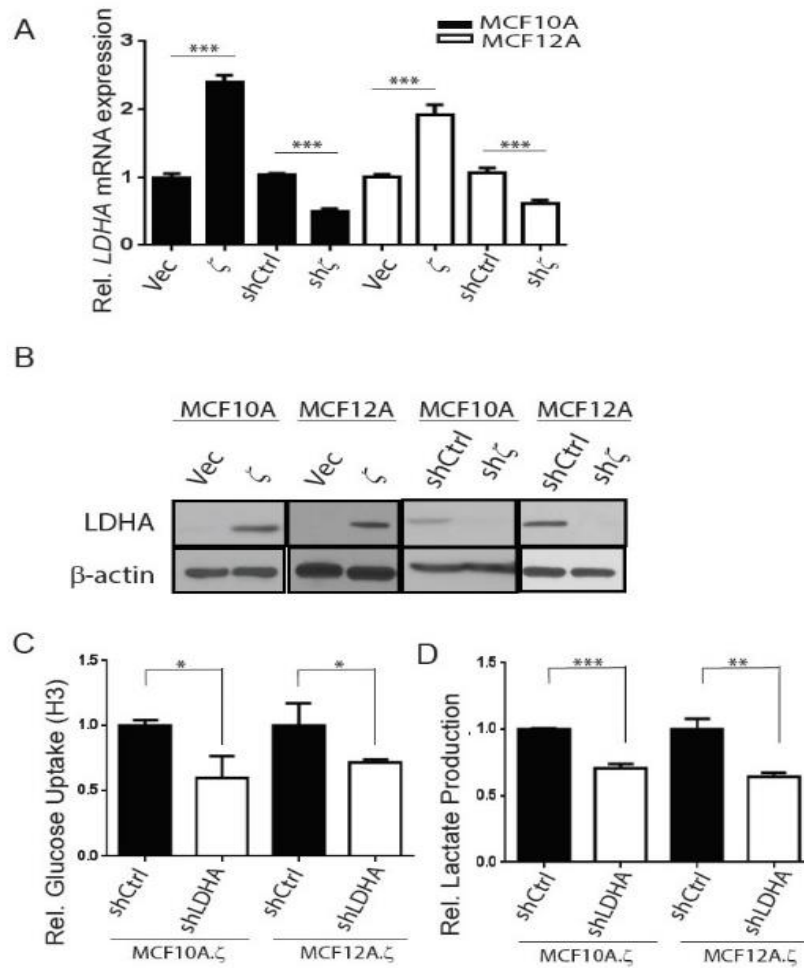 A
MCF10A
MCF12A
***
***
***
***
3
2
1
0
Rel. LDHA mRNA expression
Vec
ζ
shCtrl
shζ
Vec
ζ
shCtrl
shζ
B
MCF10A MCF12A MCF10A MCF12A
Vec ζ Vec ζ shCtrl shζ shCtrl shζ
LDHA
β-actin
C
1.5
1.0
0.5
0.0
Rel. Glucose Uptake (H3)
*
*
shCtrl
shLDHA
shCtrl
shLDHA
MCF10A.ζ
MCF12A.ζ
D
1.5
1.0
0.5
0.0
Rel. Lactate Production
***
**
shCtrl
shLDHA
shCtrl
shLDHA
MCF10A.ζ
MCF12A.ζ